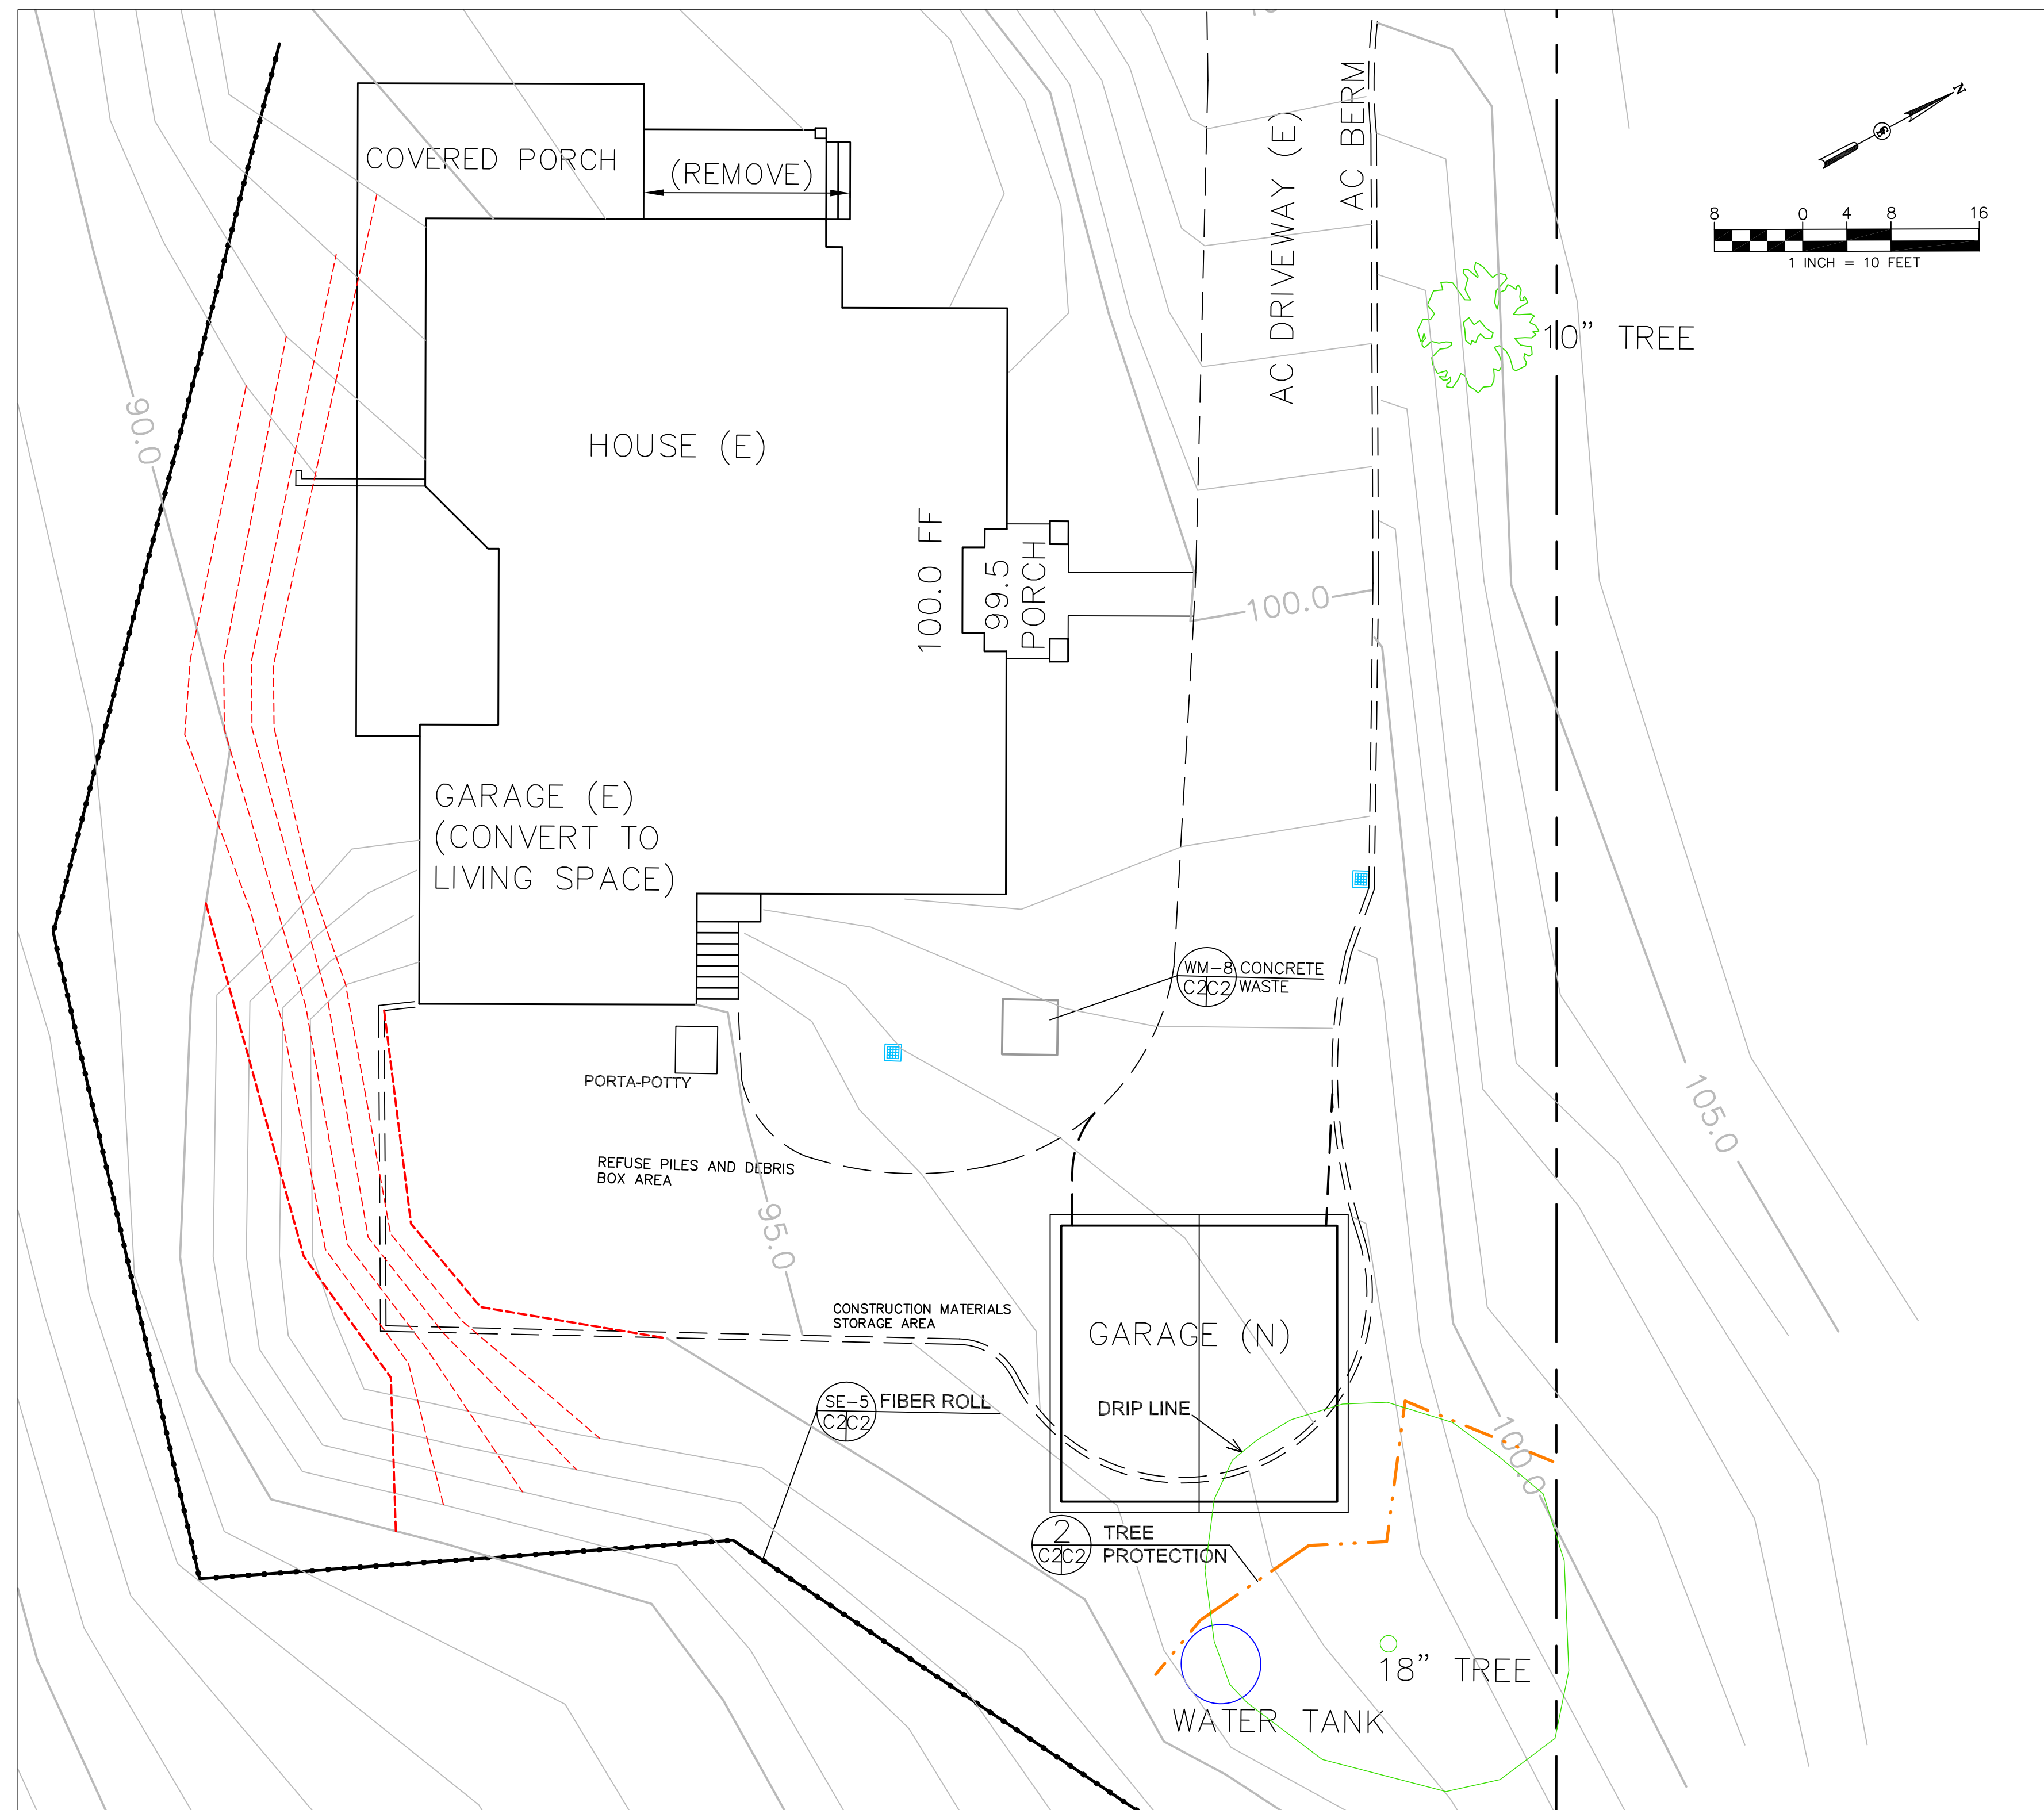 COVERED PORCH
(REMOVE)
AC DRIVEWAY (E)
AC BERM
N
8 0 4 8 16
1 INCH = 10 FEET
10" TREE
90.0
HOUSE (E)
100.0 FF
99.5
PORCH
100.0
GARAGE (E)
(CONVERT TO
LIVING SPACE)
WM-8 CONCRETE
C2 C2 WASTE
PORTA-POTTY
105.0
REFUSE PILES AND DEBRIS
BOX AREA
95.0
CONSTRUCTION MATERIALS
STORAGE AREA
GARAGE (N)
SE-5 FIBER ROLL
C2 C2
DRIP LINE
100.0
2 TREE
C2 C2 PROTECTION
18" TREE
WATER TANK